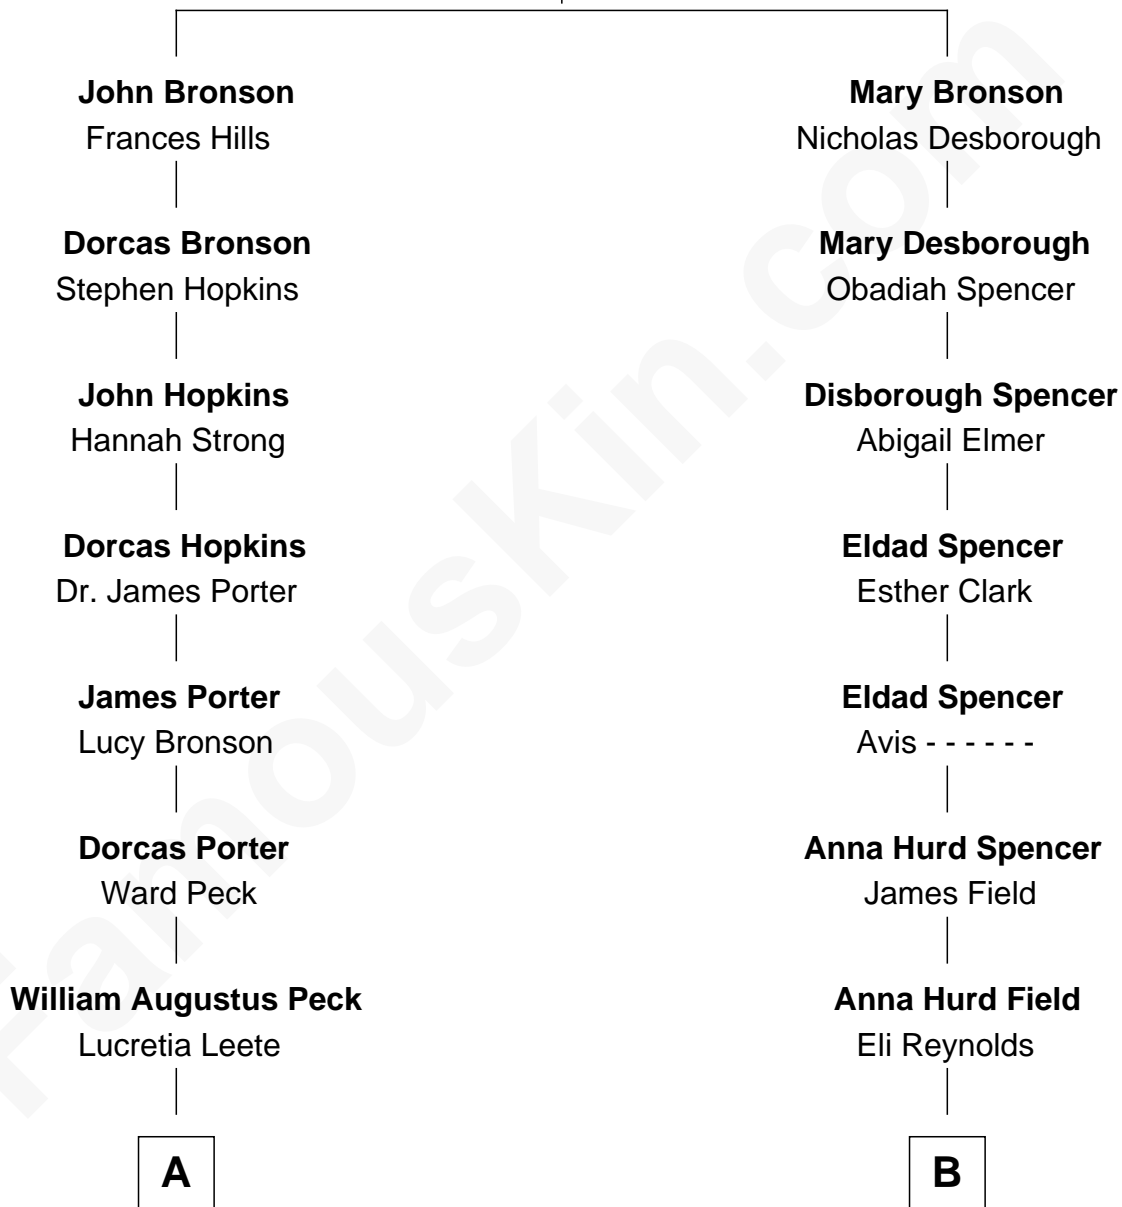 John Bronson
Frances Hills
Mary Bronson
Nicholas Desborough
Dorcas Bronson
Stephen Hopkins
Mary Desborough
Obadiah Spencer
John Hopkins
Hannah Strong
Disborough Spencer
Abigail Elmer
Dorcas Hopkins
Dr. James Porter
Eldad Spencer
Esther Clark
James Porter
Lucy Bronson
Eldad Spencer
Avis - - - - - -
Dorcas Porter
Ward Peck
Anna Hurd Spencer
James Field
William Augustus Peck
Lucretia Leete
Anna Hurd Field
Eli Reynolds
A
B
FamousKin.com